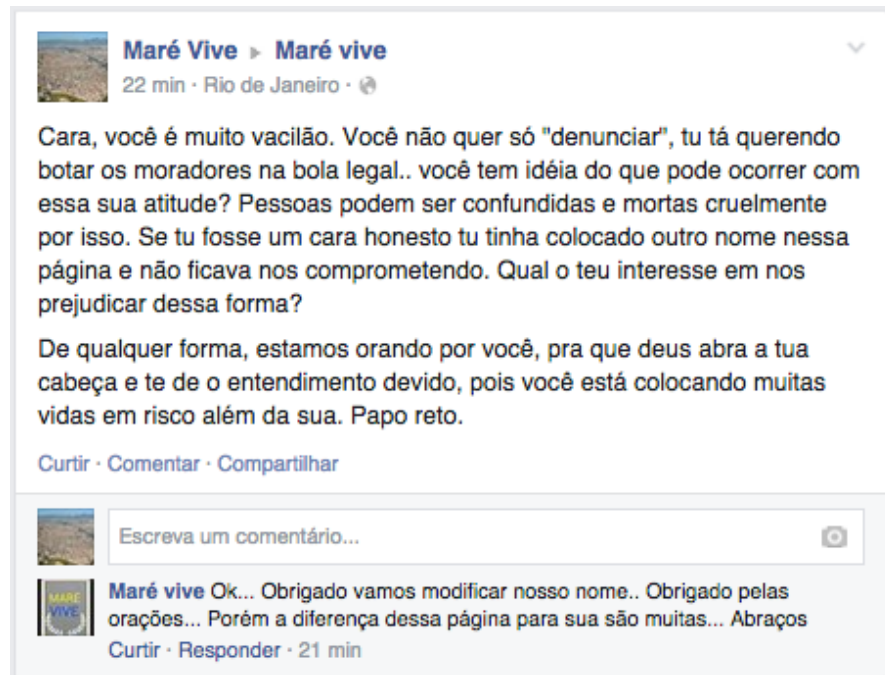 Maré Vive ▸ Maré vive
22 min · Rio de Janeiro ·
Cara, você é muito vacilão. Você não quer só "denunciar", tu tá querendo
botar os moradores na bola legal.. você tem idéia do que pode ocorrer com
essa sua atitude? Pessoas podem ser confundidas e mortas cruelmente
por isso. Se tu fosse um cara honesto tu tinha colocado outro nome nessa
página e não ficava nos comprometendo. Qual o teu interesse em nos
prejudicar dessa forma?
De qualquer forma, estamos orando por você, pra que deus abra a tua
cabeça e te de o entendimento devido, pois você está colocando muitas
vidas em risco além da sua. Papo reto.
Curtir · Comentar · Compartilhar
Escreva um comentário...
MARÉ
VIVE
Maré vive Ok... Obrigado vamos modificar nosso nome.. Obrigado pelas
orações... Porém a diferença dessa página para sua são muitas... Abraços
Curtir · Responder · 21 min